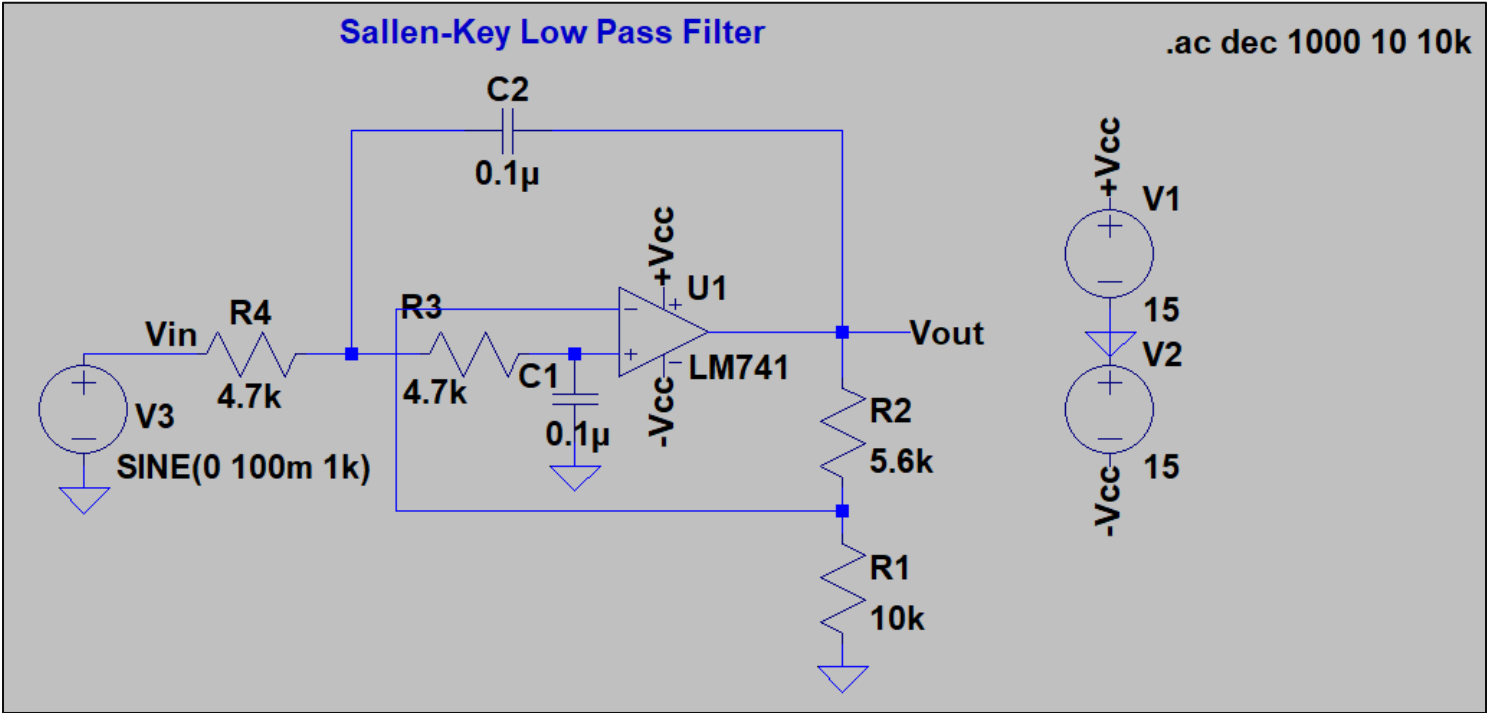 Sallen-Key Low Pass Filter
.ac dec 1000 10 10k
C2
0.1µ
+Vcc
V1
15
+Vcc
U1
R3
4.7k
R4
Vin
4.7k
V3
SINE(0 100m 1k)
C1
0.1µ
LM741
-Vcc
Vout
R2
5.6k
R1
10k
V2
15
-Vcc